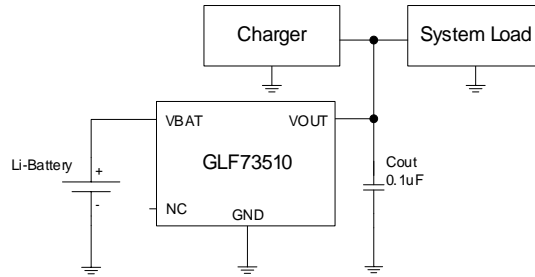 Charger
System Load
VBAT
VOUT
GLF73510
Li-Battery
+
-
NC
GND
Cout
0.1uF